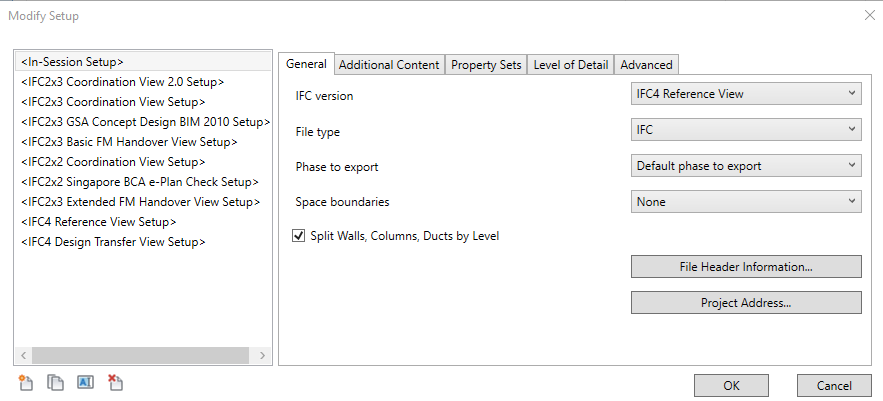 Modify Setup
<In-Session Setup>
<IFC2x3 Coordination View 2.0 Setup>
<IFC2x3 Coordination View Setup>
<IFC2x3 GSA Concept Design BIM 2010 Setup>
<IFC2x3 Basic FM Handover View Setup>
<IFC2x2 Coordination View Setup>
<IFC2x2 Singapore BCA e-Plan Check Setup>
<IFC2x3 Extended FM Handover View Setup>
<IFC4 Reference View Setup>
<IFC4 Design Transfer View Setup>
General Additional Content Property Sets Level of Detail Advanced
IFC version IFC4 Reference View
File type IFC
Phase to export Default phase to export
Space boundaries None
Split Walls, Columns, Ducts by Level
File Header Information...
Project Address...
OK Cancel